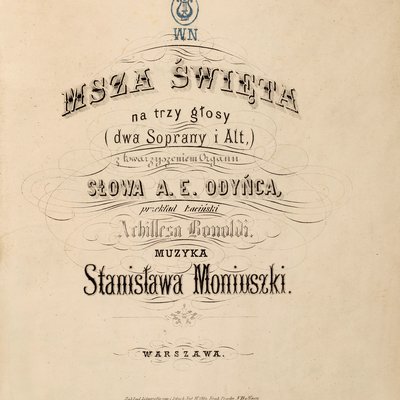 WN
MSZA ŚWIĘTA
na trzy głosy
(dwa Soprany i Alt,)
z towarzyszeniem Organu
SŁOWA A. E. ODYŃCA,
przekład Łaciński
Achillesa Bonoldi.
MUZYKA
Stanisława Moniuszki.
WARSZAWA.